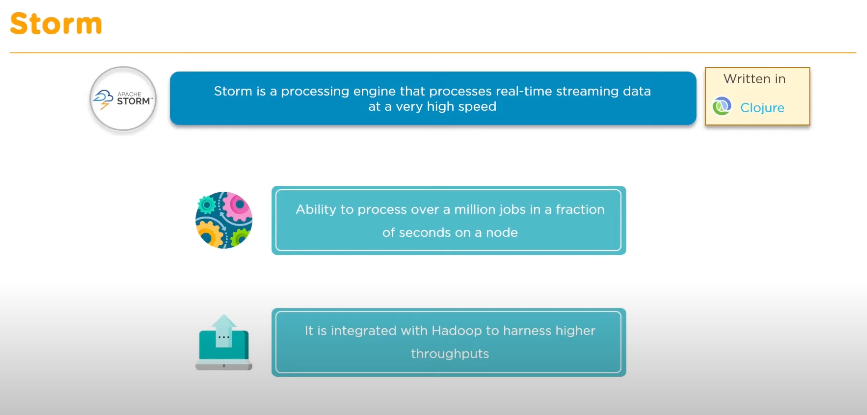 Storm
APACHE
STORM™
Storm is a processing engine that processes real-time streaming data
at a very high speed
Written in
Clojure
Ability to process over a million jobs in a fraction
of seconds on a node
It is integrated with Hadoop to harness higher
throughputs